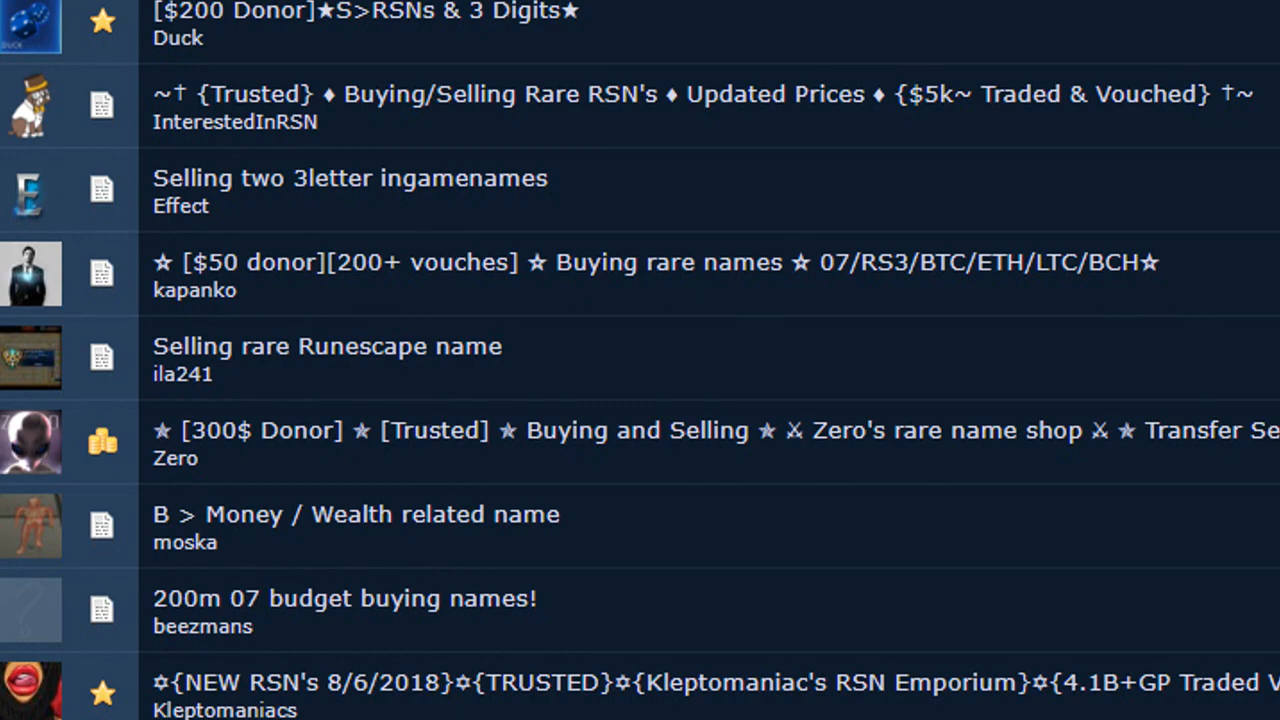 [$200 Donor]★S>RSNs & 3 Digits★
Duck
~† {Trusted} ♦ Buying/Selling Rare RSN's ♦ Updated Prices ♦ {$5k~ Traded & Vouched} †~
InterestedInRSN
Selling two 3letter ingamenames
Effect
☆ [$50 donor][200+ vouches] ☆ Buying rare names ☆ 07/RS3/BTC/ETH/LTC/BCH☆
kapanko
Selling rare Runescape name
ila241
✯ [300$ Donor] ✯ [Trusted] ✯ Buying and Selling ✯ ⚔ Zero's rare name shop ⚔ ✯ Transfer Se
Zero
B > Money / Wealth related name
moska
200m 07 budget buying names!
beezmans
✡{NEW RSN's 8/6/2018}✡{TRUSTED}✡{Kleptomaniac's RSN Emporium}✡{4.1B+GP Traded V
Kleptomaniacs